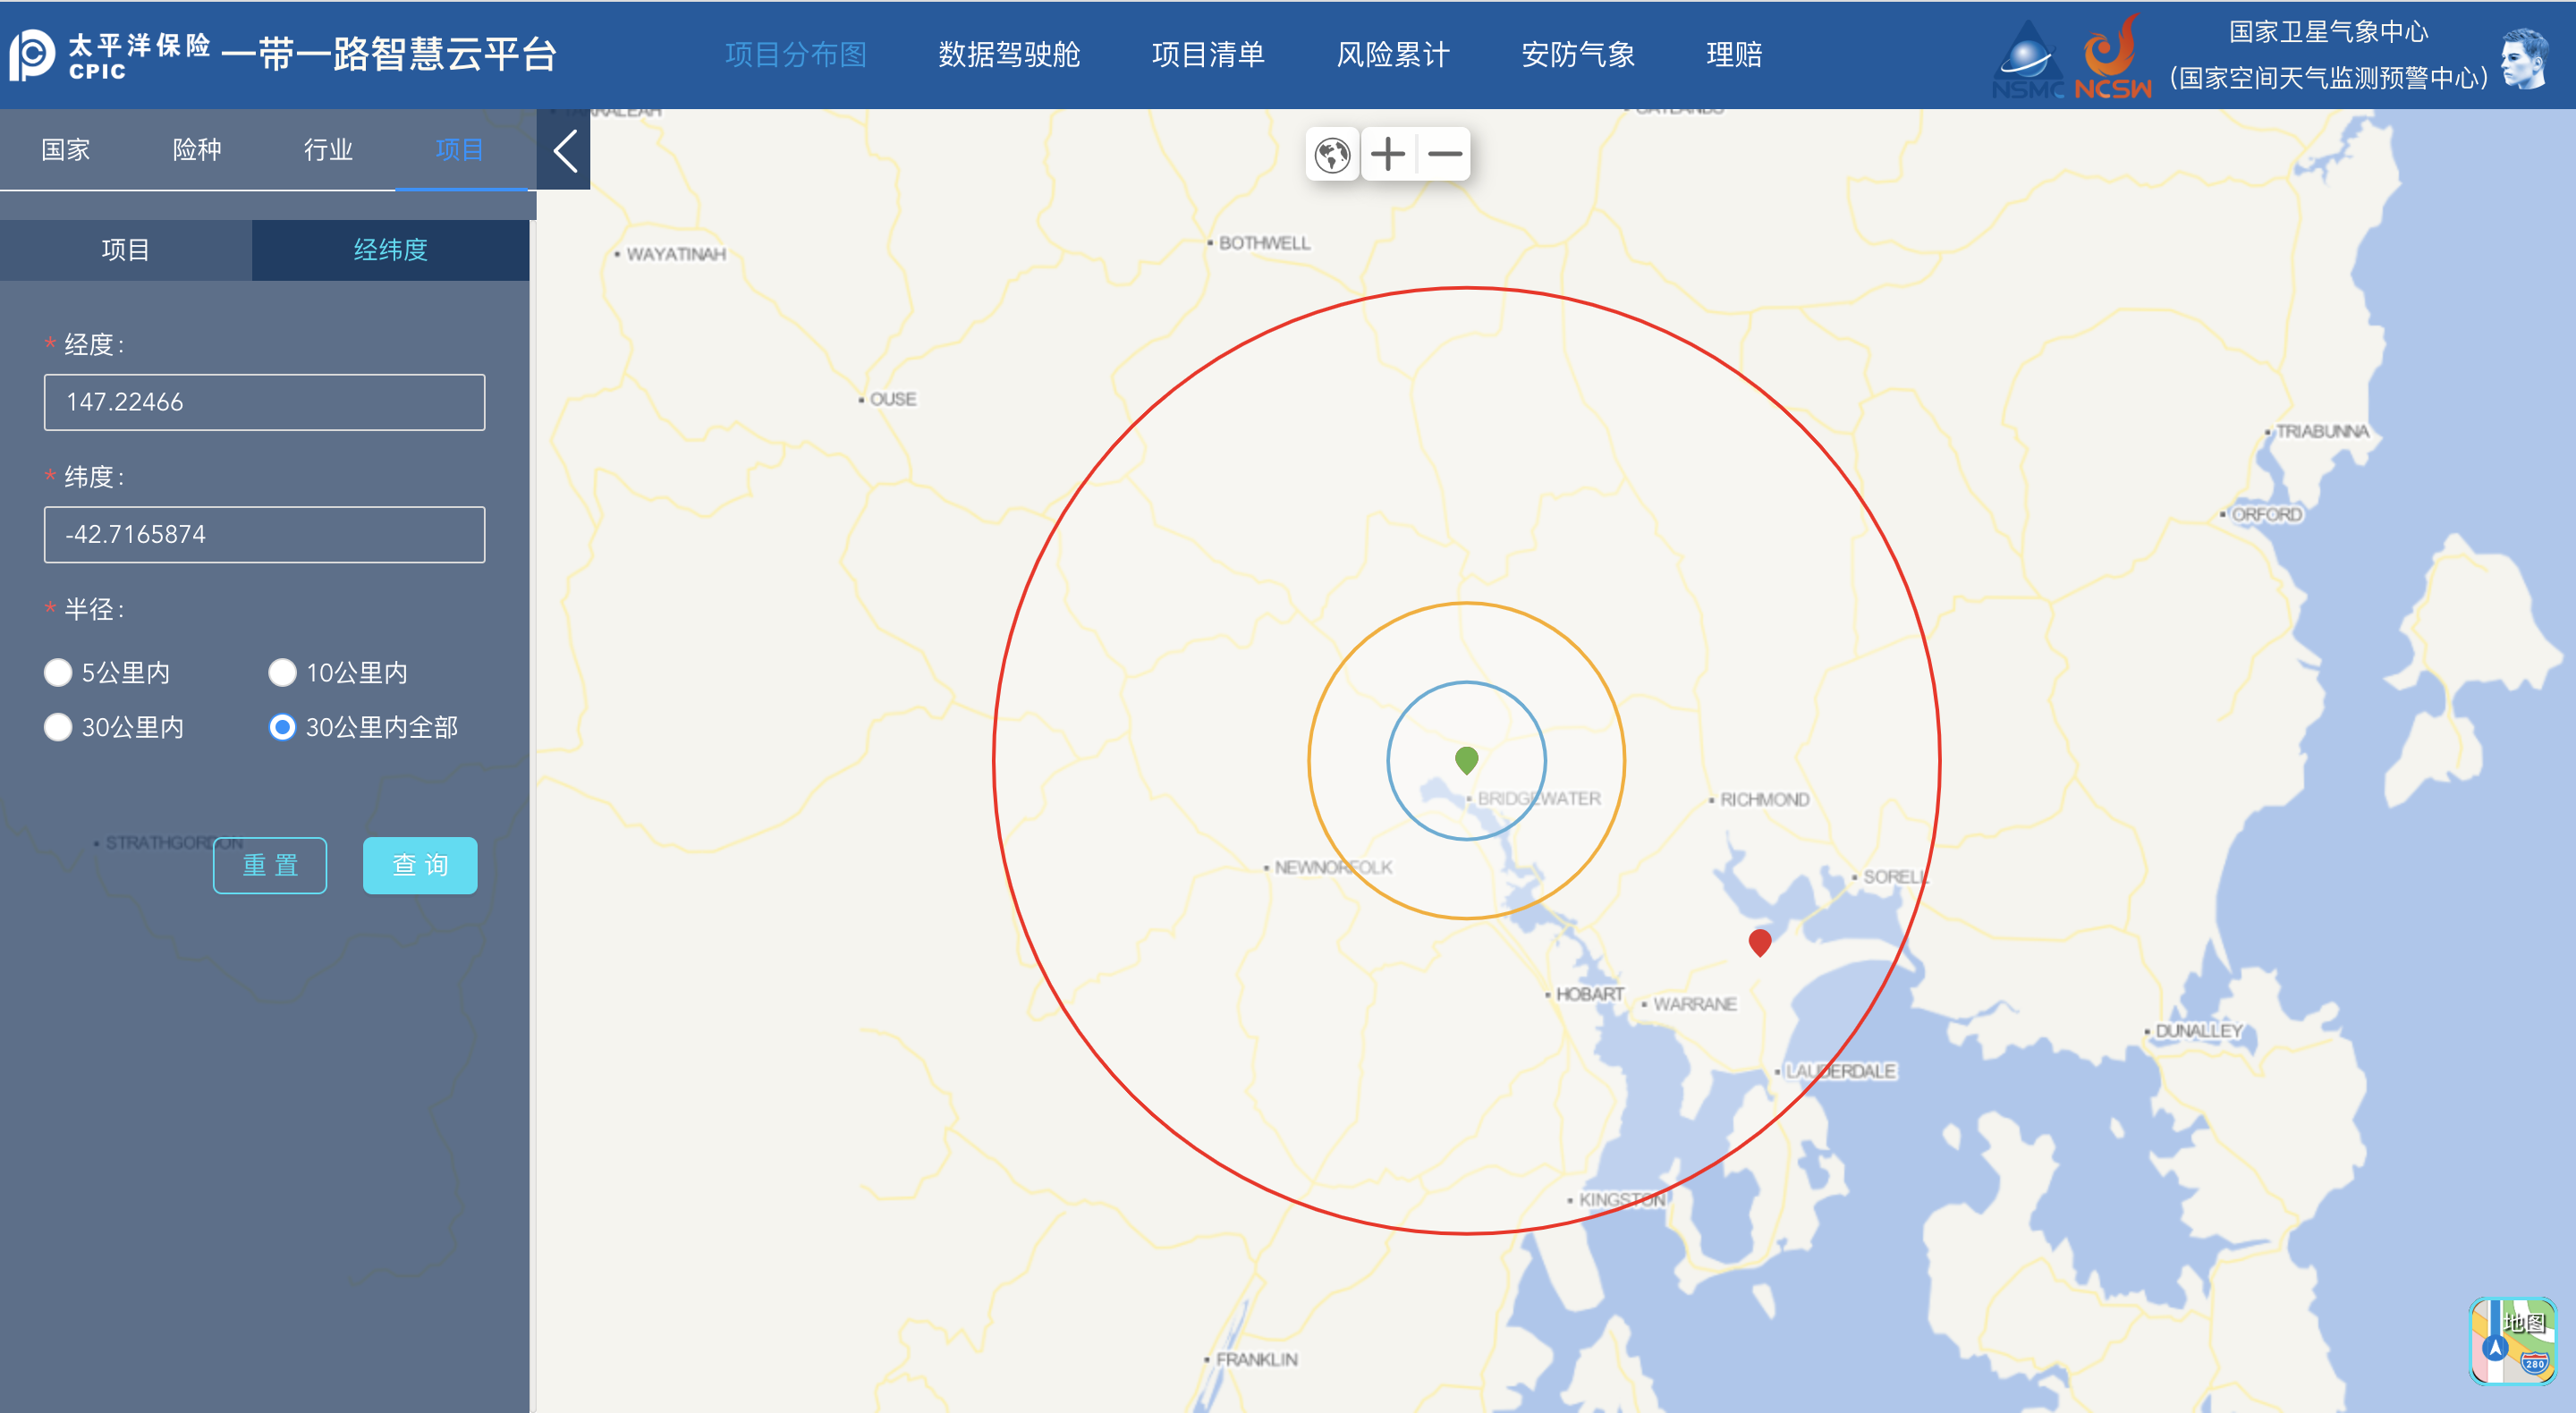 太平洋保险
CPIC
一带一路智慧云平台
项目分布图
数据驾驶舱
项目清单
风险累计
安防气象
理赔
NSMC
NCSW
国家卫星气象中心
(国家空间天气监测预警中心)
国家
险种
行业
项目
项目
经纬度
* 经度:
147.22466
* 纬度:
-42.7165874
* 半径:
5公里内
10公里内
30公里内
30公里内全部
重 置
查 询
STRATHGORDON
WAYATINAH
BOTHWELL
OUSE
TRIABUNNA
ORFORD
BRIDGEWATER
RICHMOND
NEWNORFOLK
SORELL
HOBART
WARRANE
DUNALLEY
LAUDERDALE
KINGSTON
FRANKLIN
地图
280